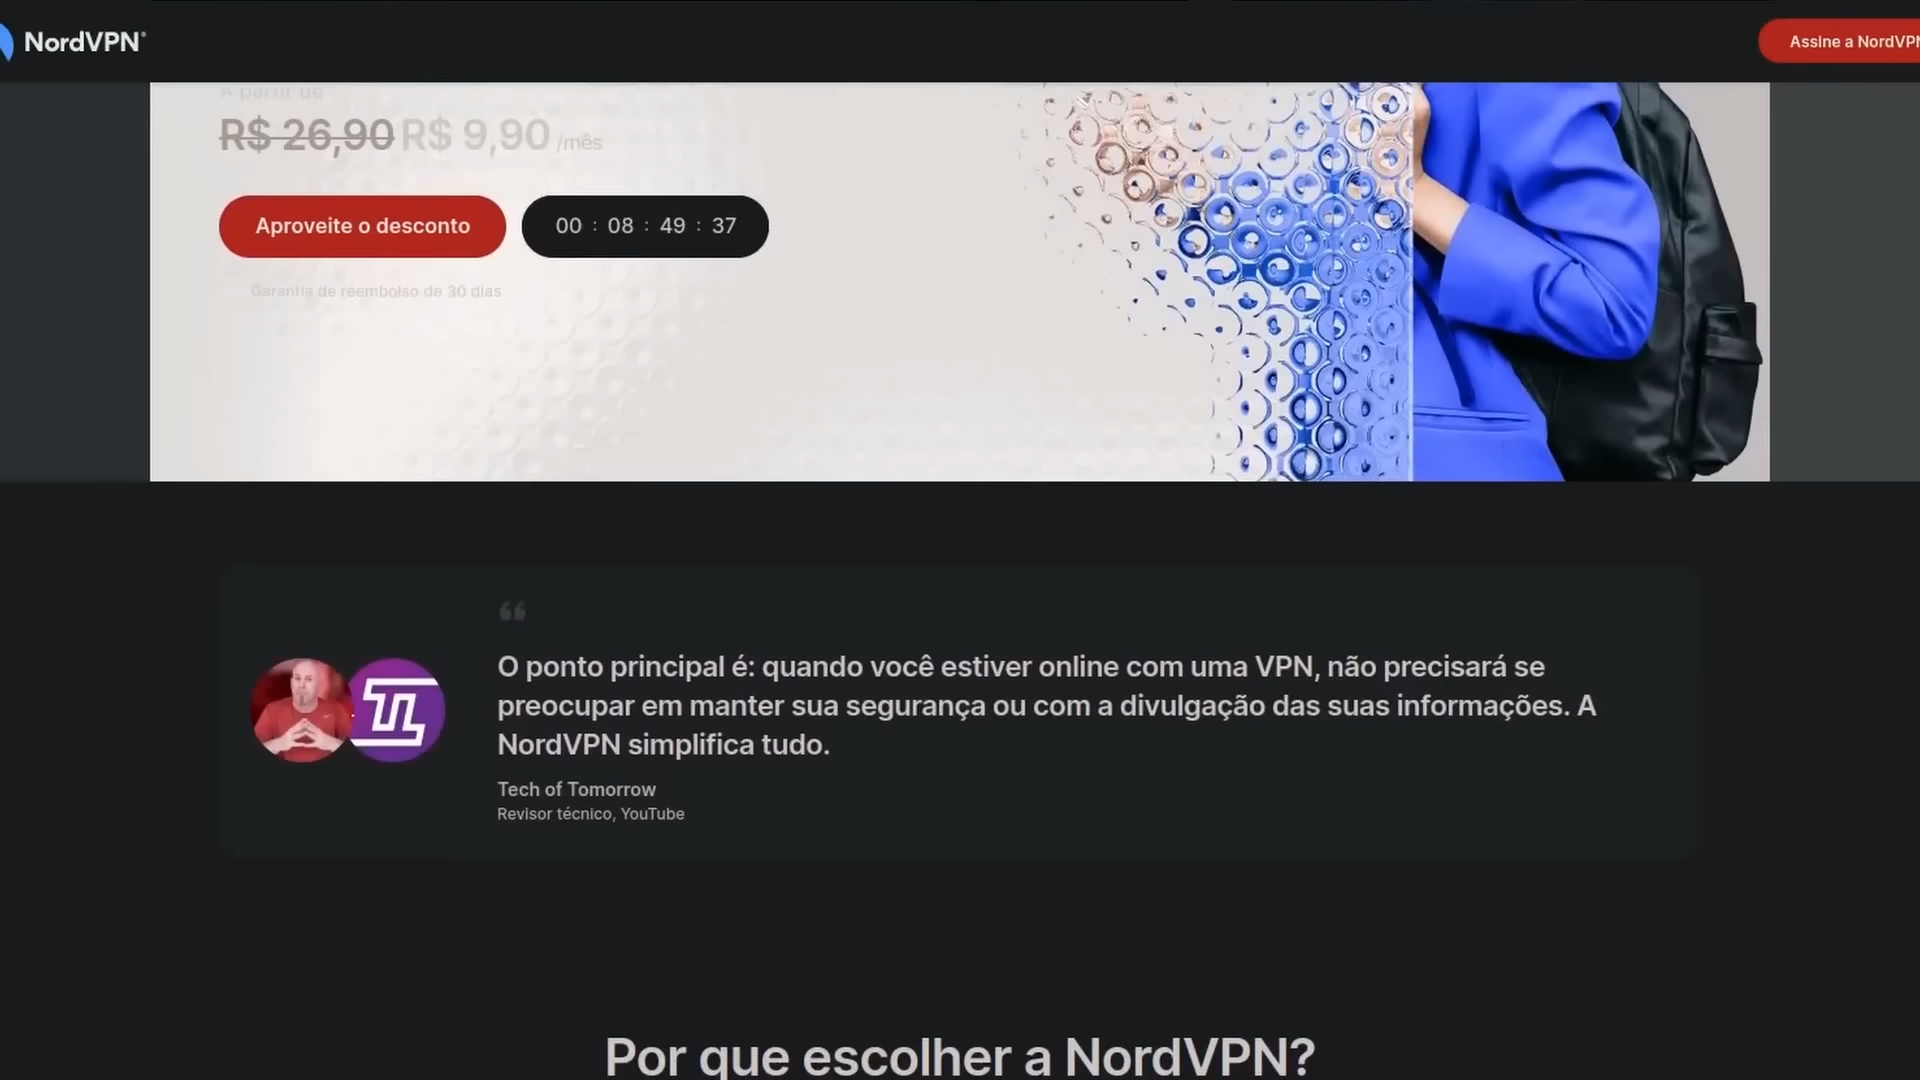 NordVPN®
Assine a NordVPN
A partir de
R$ 26,90 R$ 9,90 /mês
Aproveite o desconto
00 : 08 : 49 : 37
Garantia de reembolso de 30 dias
“
O ponto principal é: quando você estiver online com uma VPN, não precisará se
preocupar em manter sua segurança ou com a divulgação das suas informações. A
NordVPN simplifica tudo.
Tech of Tomorrow
Revisor técnico, YouTube
Por que escolher a NordVPN?